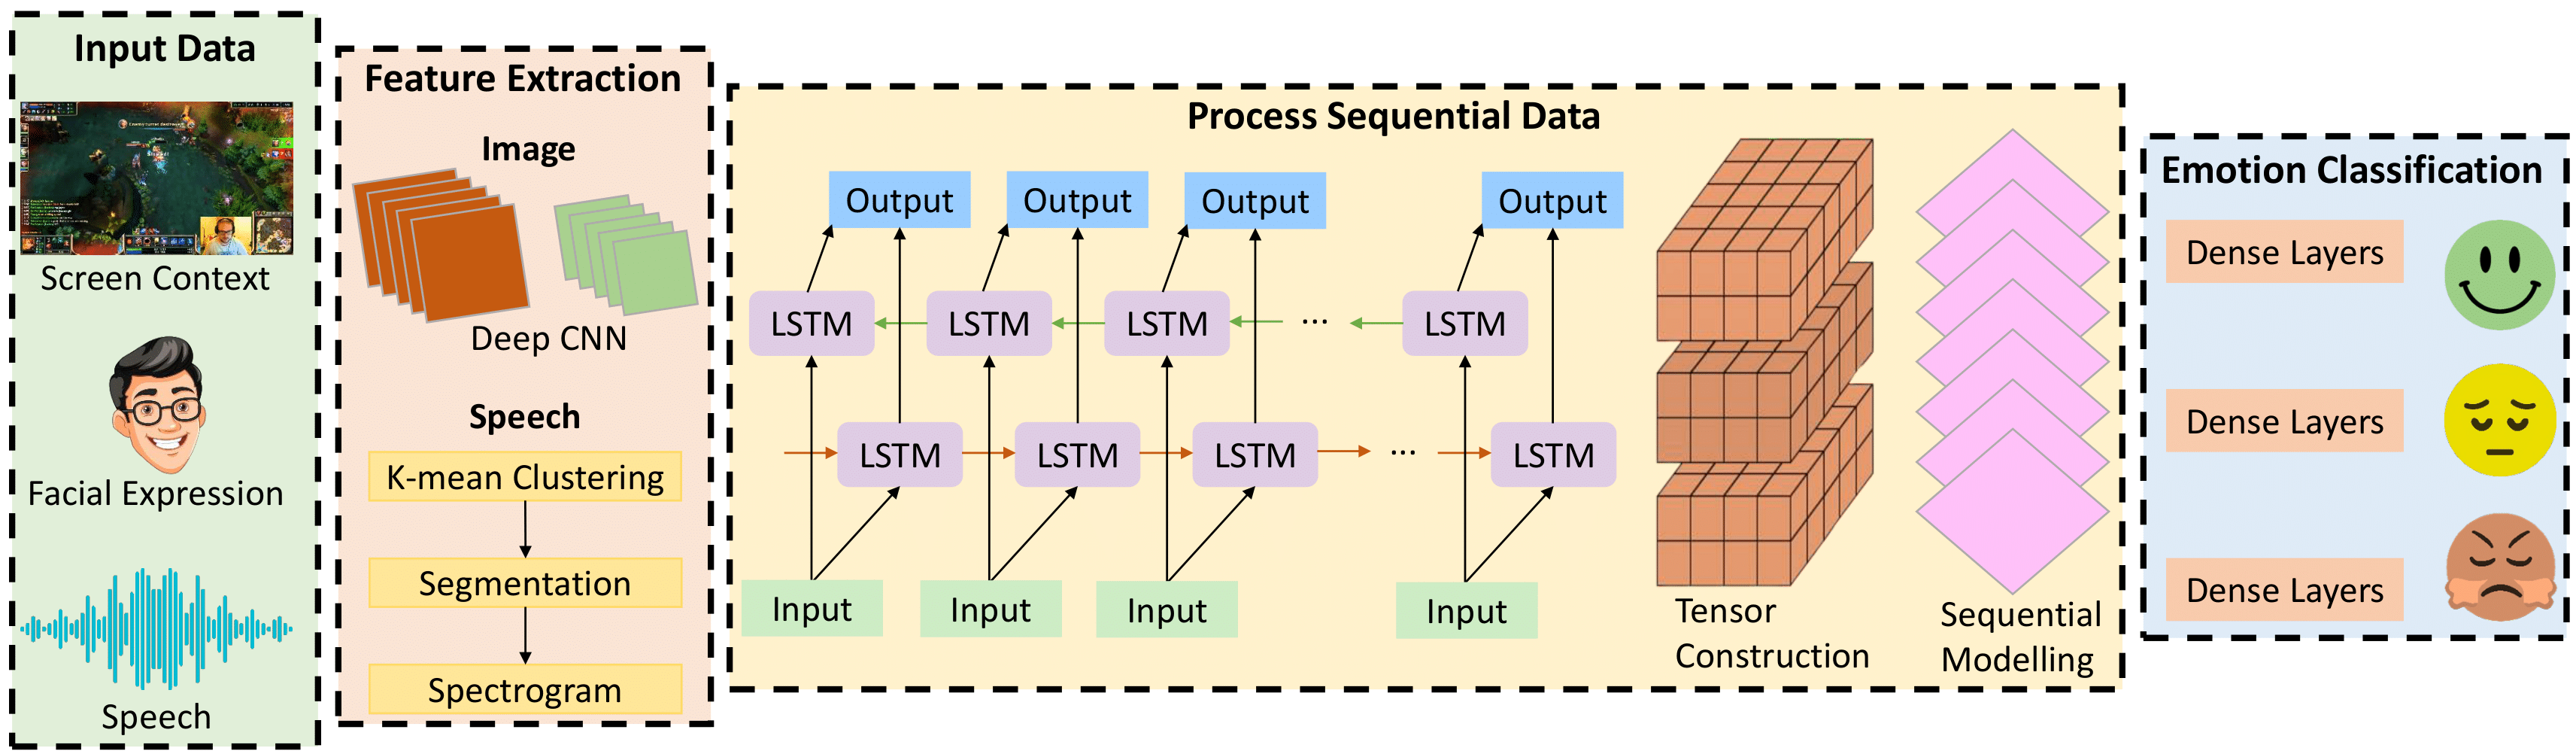 Input Data
Screen Context
Facial Expression
Speech
Feature Extraction
Image
Deep CNN
Speech
K-mean Clustering
Segmentation
Spectrogram
Process Sequential Data
Output Output Output Output
LSTM LSTM LSTM ... LSTM
LSTM LSTM LSTM ... LSTM
Input Input Input Input
Tensor
Construction
Sequential
Modelling
Emotion Classification
Dense Layers
Dense Layers
Dense Layers